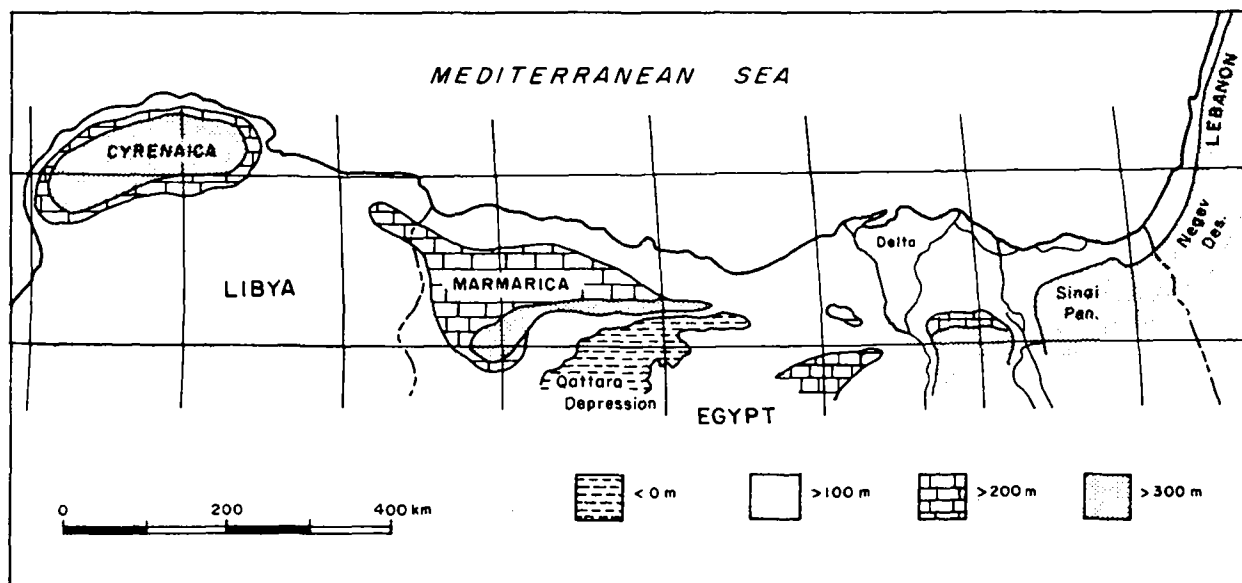 MEDITERRANEAN SEA
LEBANON
CYRENAICA
Negev
Des.
Delta
LIBYA
MARMARICA
Sinai
Pen.
Qattara
Depression
EGYPT
<0 m
>100 m
>200 m
>300 m
0 200 400 km